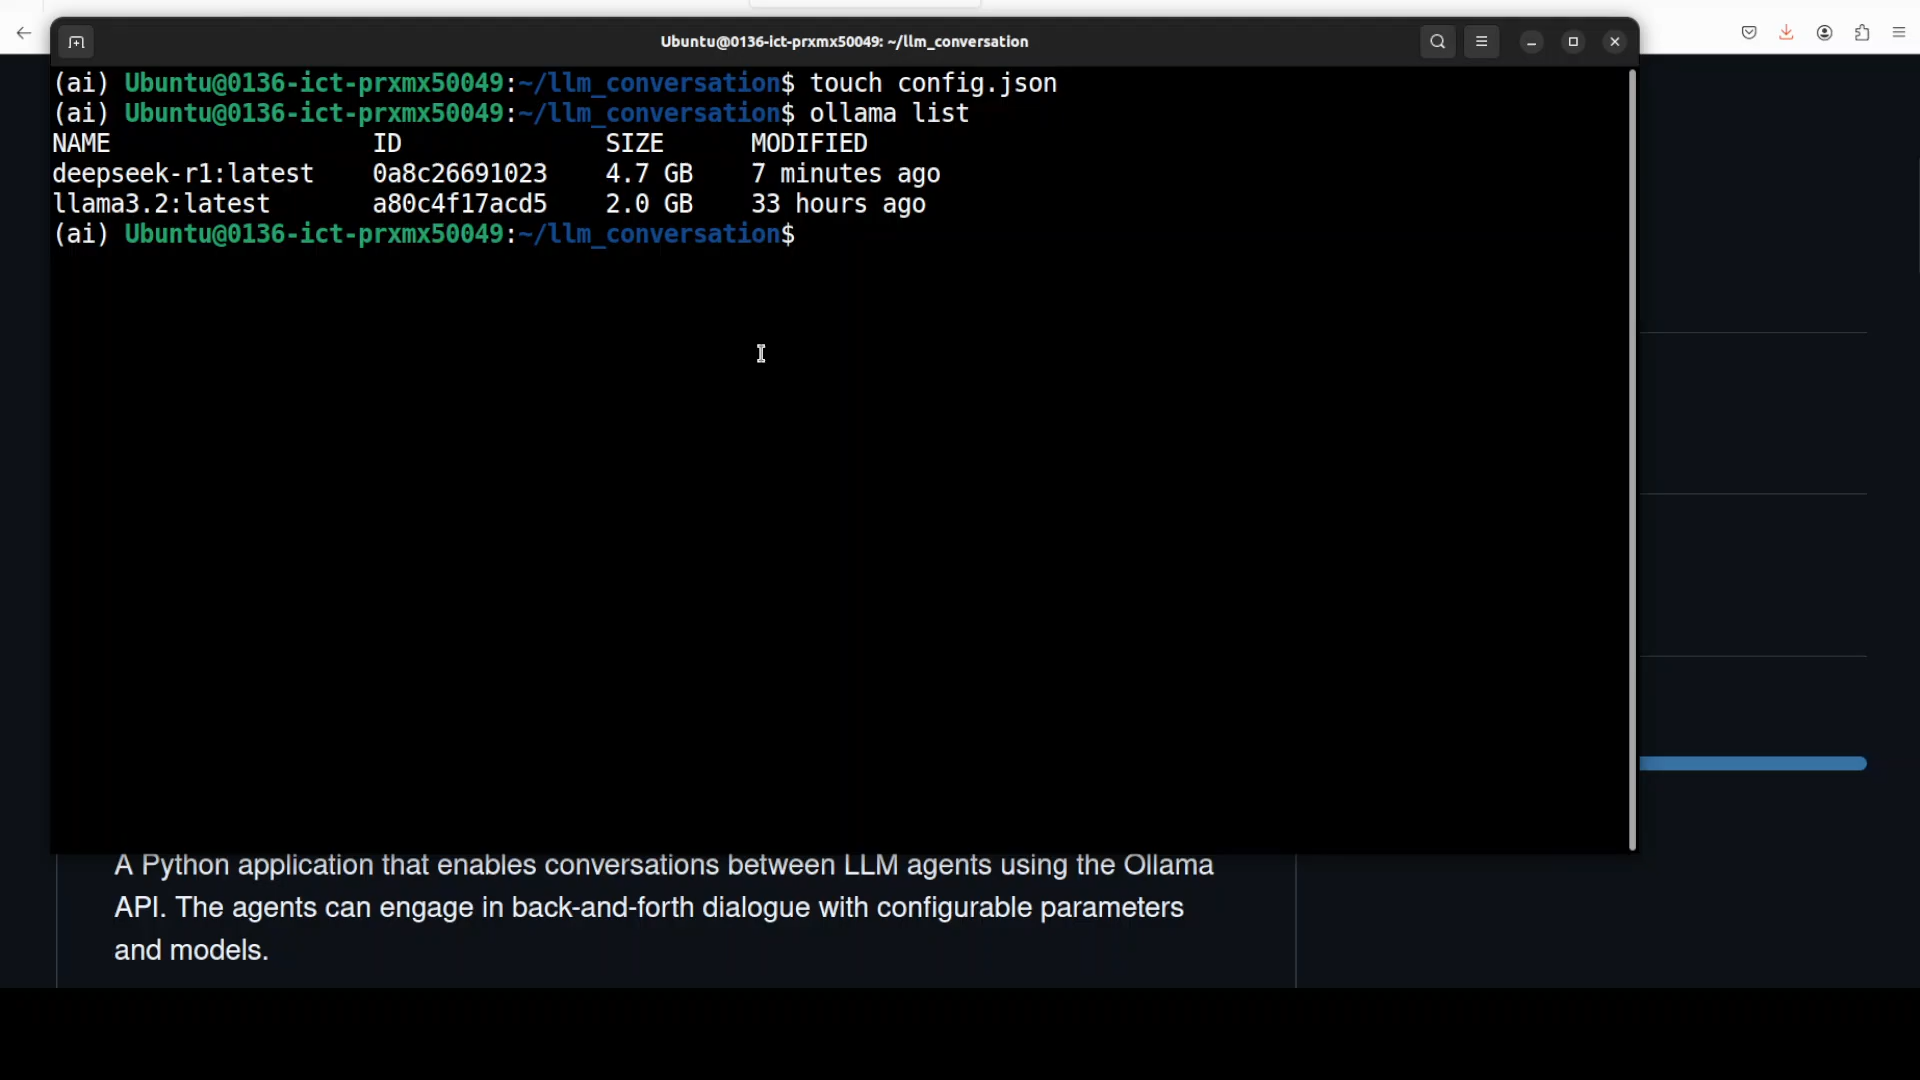 Ubuntu@0136-ict-prxmx50049: ~/llm_conversation
(ai) Ubuntu@0136-ict-prxmx50049:~/llm_conversation$ touch config.json
(ai) Ubuntu@0136-ict-prxmx50049:~/llm_conversation$ ollama list
NAME ID SIZE MODIFIED
deepseek-r1:latest 0a8c26691023 4.7 GB 7 minutes ago
llama3.2:latest a80c4f17acd5 2.0 GB 33 hours ago
(ai) Ubuntu@0136-ict-prxmx50049:~/llm_conversation$
A Python application that enables conversations between LLM agents using the Ollama
API. The agents can engage in back-and-forth dialogue with configurable parameters
and models.